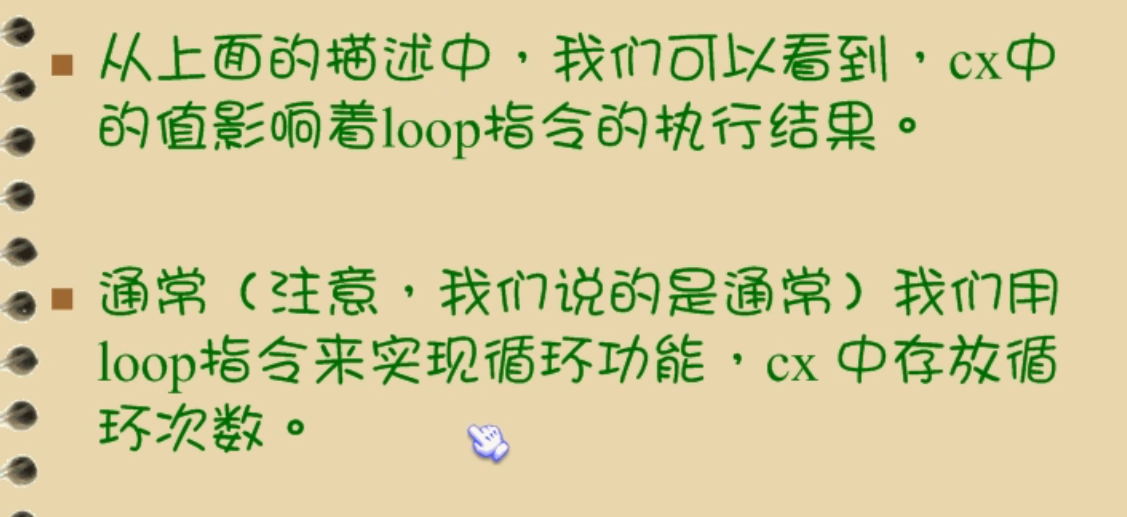 从上面的描述中，我们可以看到，cx中
的值影响着loop指令的执行结果。
通常（注意，我们说的是通常）我们用
loop指令来实现循环功能，cx 中存放循
环次数。